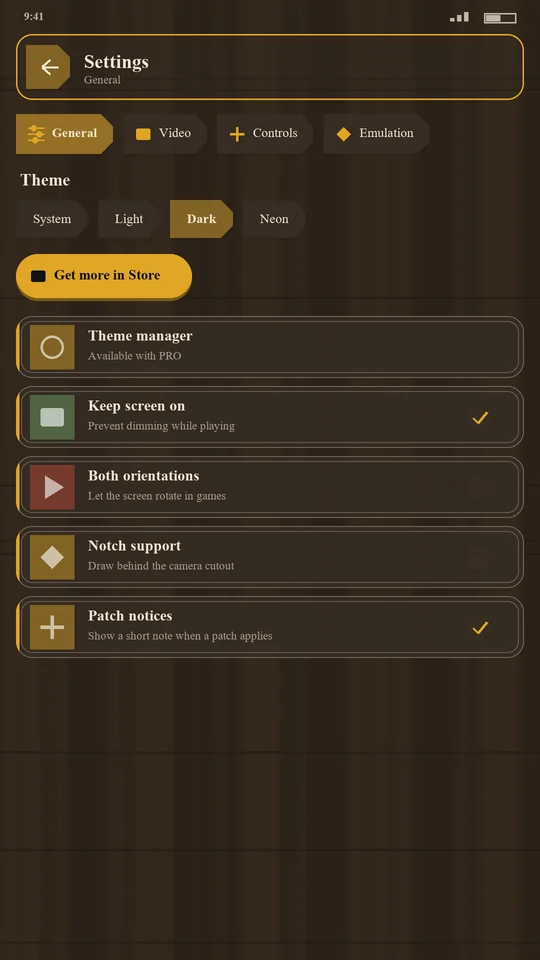 9:41
Settings
General
General
Video
Controls
Emulation
Theme
System
Light
Dark
Neon
Get more in Store
Theme manager
Available with PRO
Keep screen on
Prevent dimming while playing
Both orientations
Let the screen rotate in games
Notch support
Draw behind the camera cutout
Patch notices
Show a short note when a patch applies